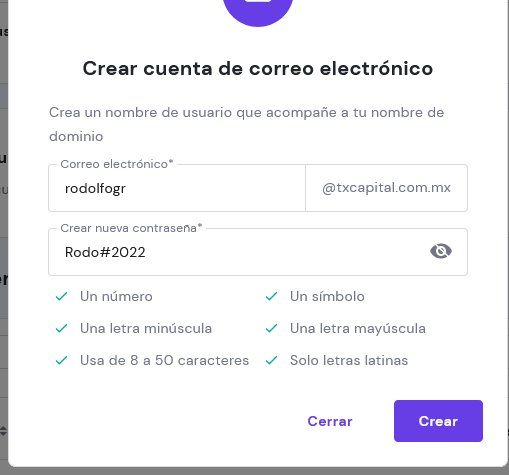 Crear cuenta de correo electrónico
Crea un nombre de usuario que acompañe a tu nombre de
dominio
Correo electrónico*
rodolfogr @txcapital.com.mx
Crear nueva contraseña*
Rodo#2022
Un número Un símbolo
Una letra minúscula Una letra mayúscula
Usa de 8 a 50 caracteres Solo letras latinas
Cerrar Crear